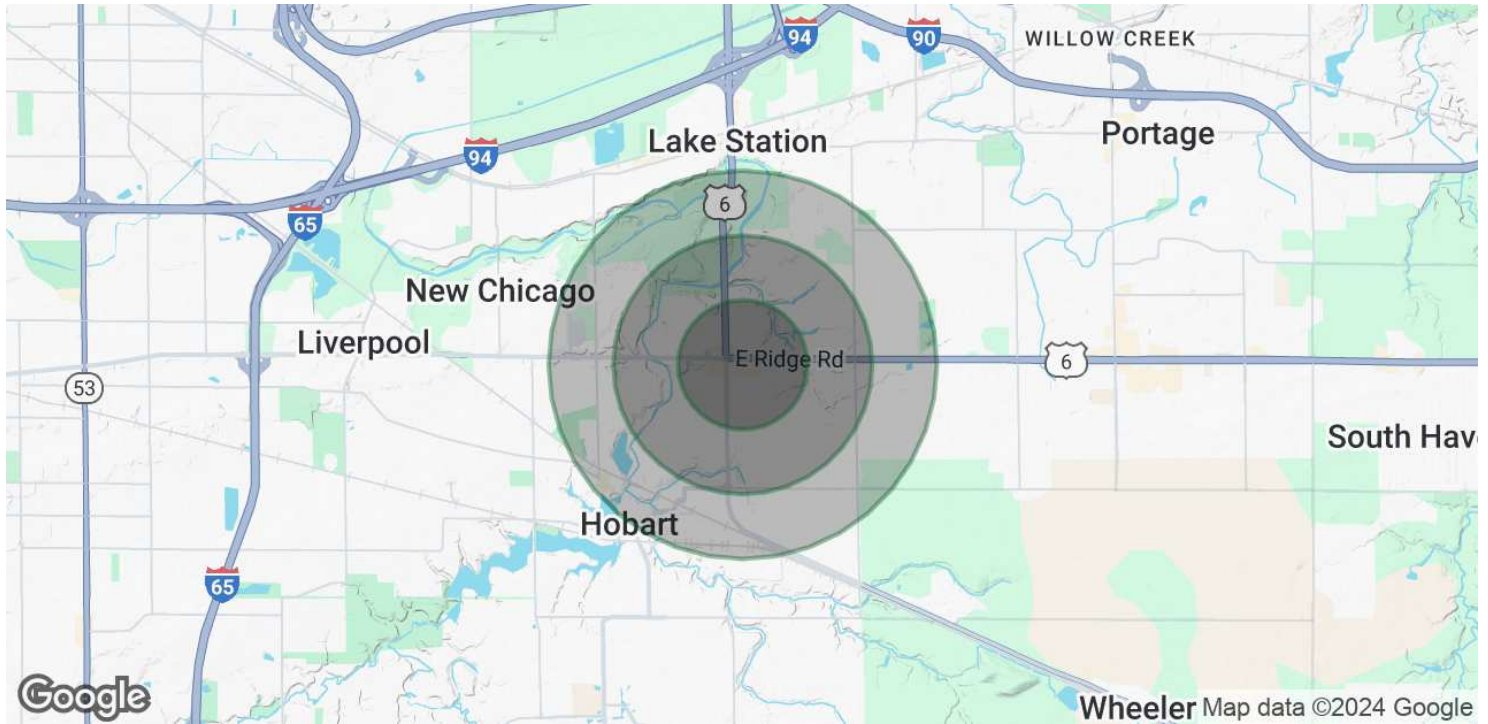 94
90
WILLOW CREEK
Lake Station
Portage
94
6
65
New Chicago
Liverpool
E Ridge Rd
6
53
South Hav
Hobart
65
Google
Wheeler
Map data ©2024 Google